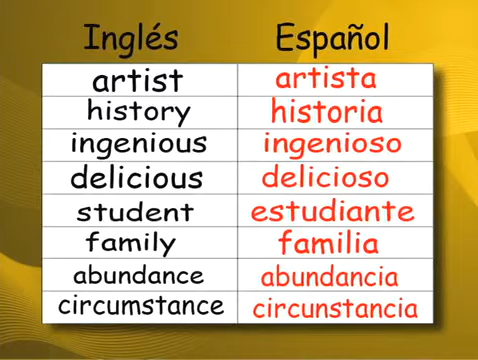 Inglés Español
artist artista
history historia
ingenious ingenioso
delicious delicioso
student estudiante
family familia
abundance abundancia
circumstance circunstancia